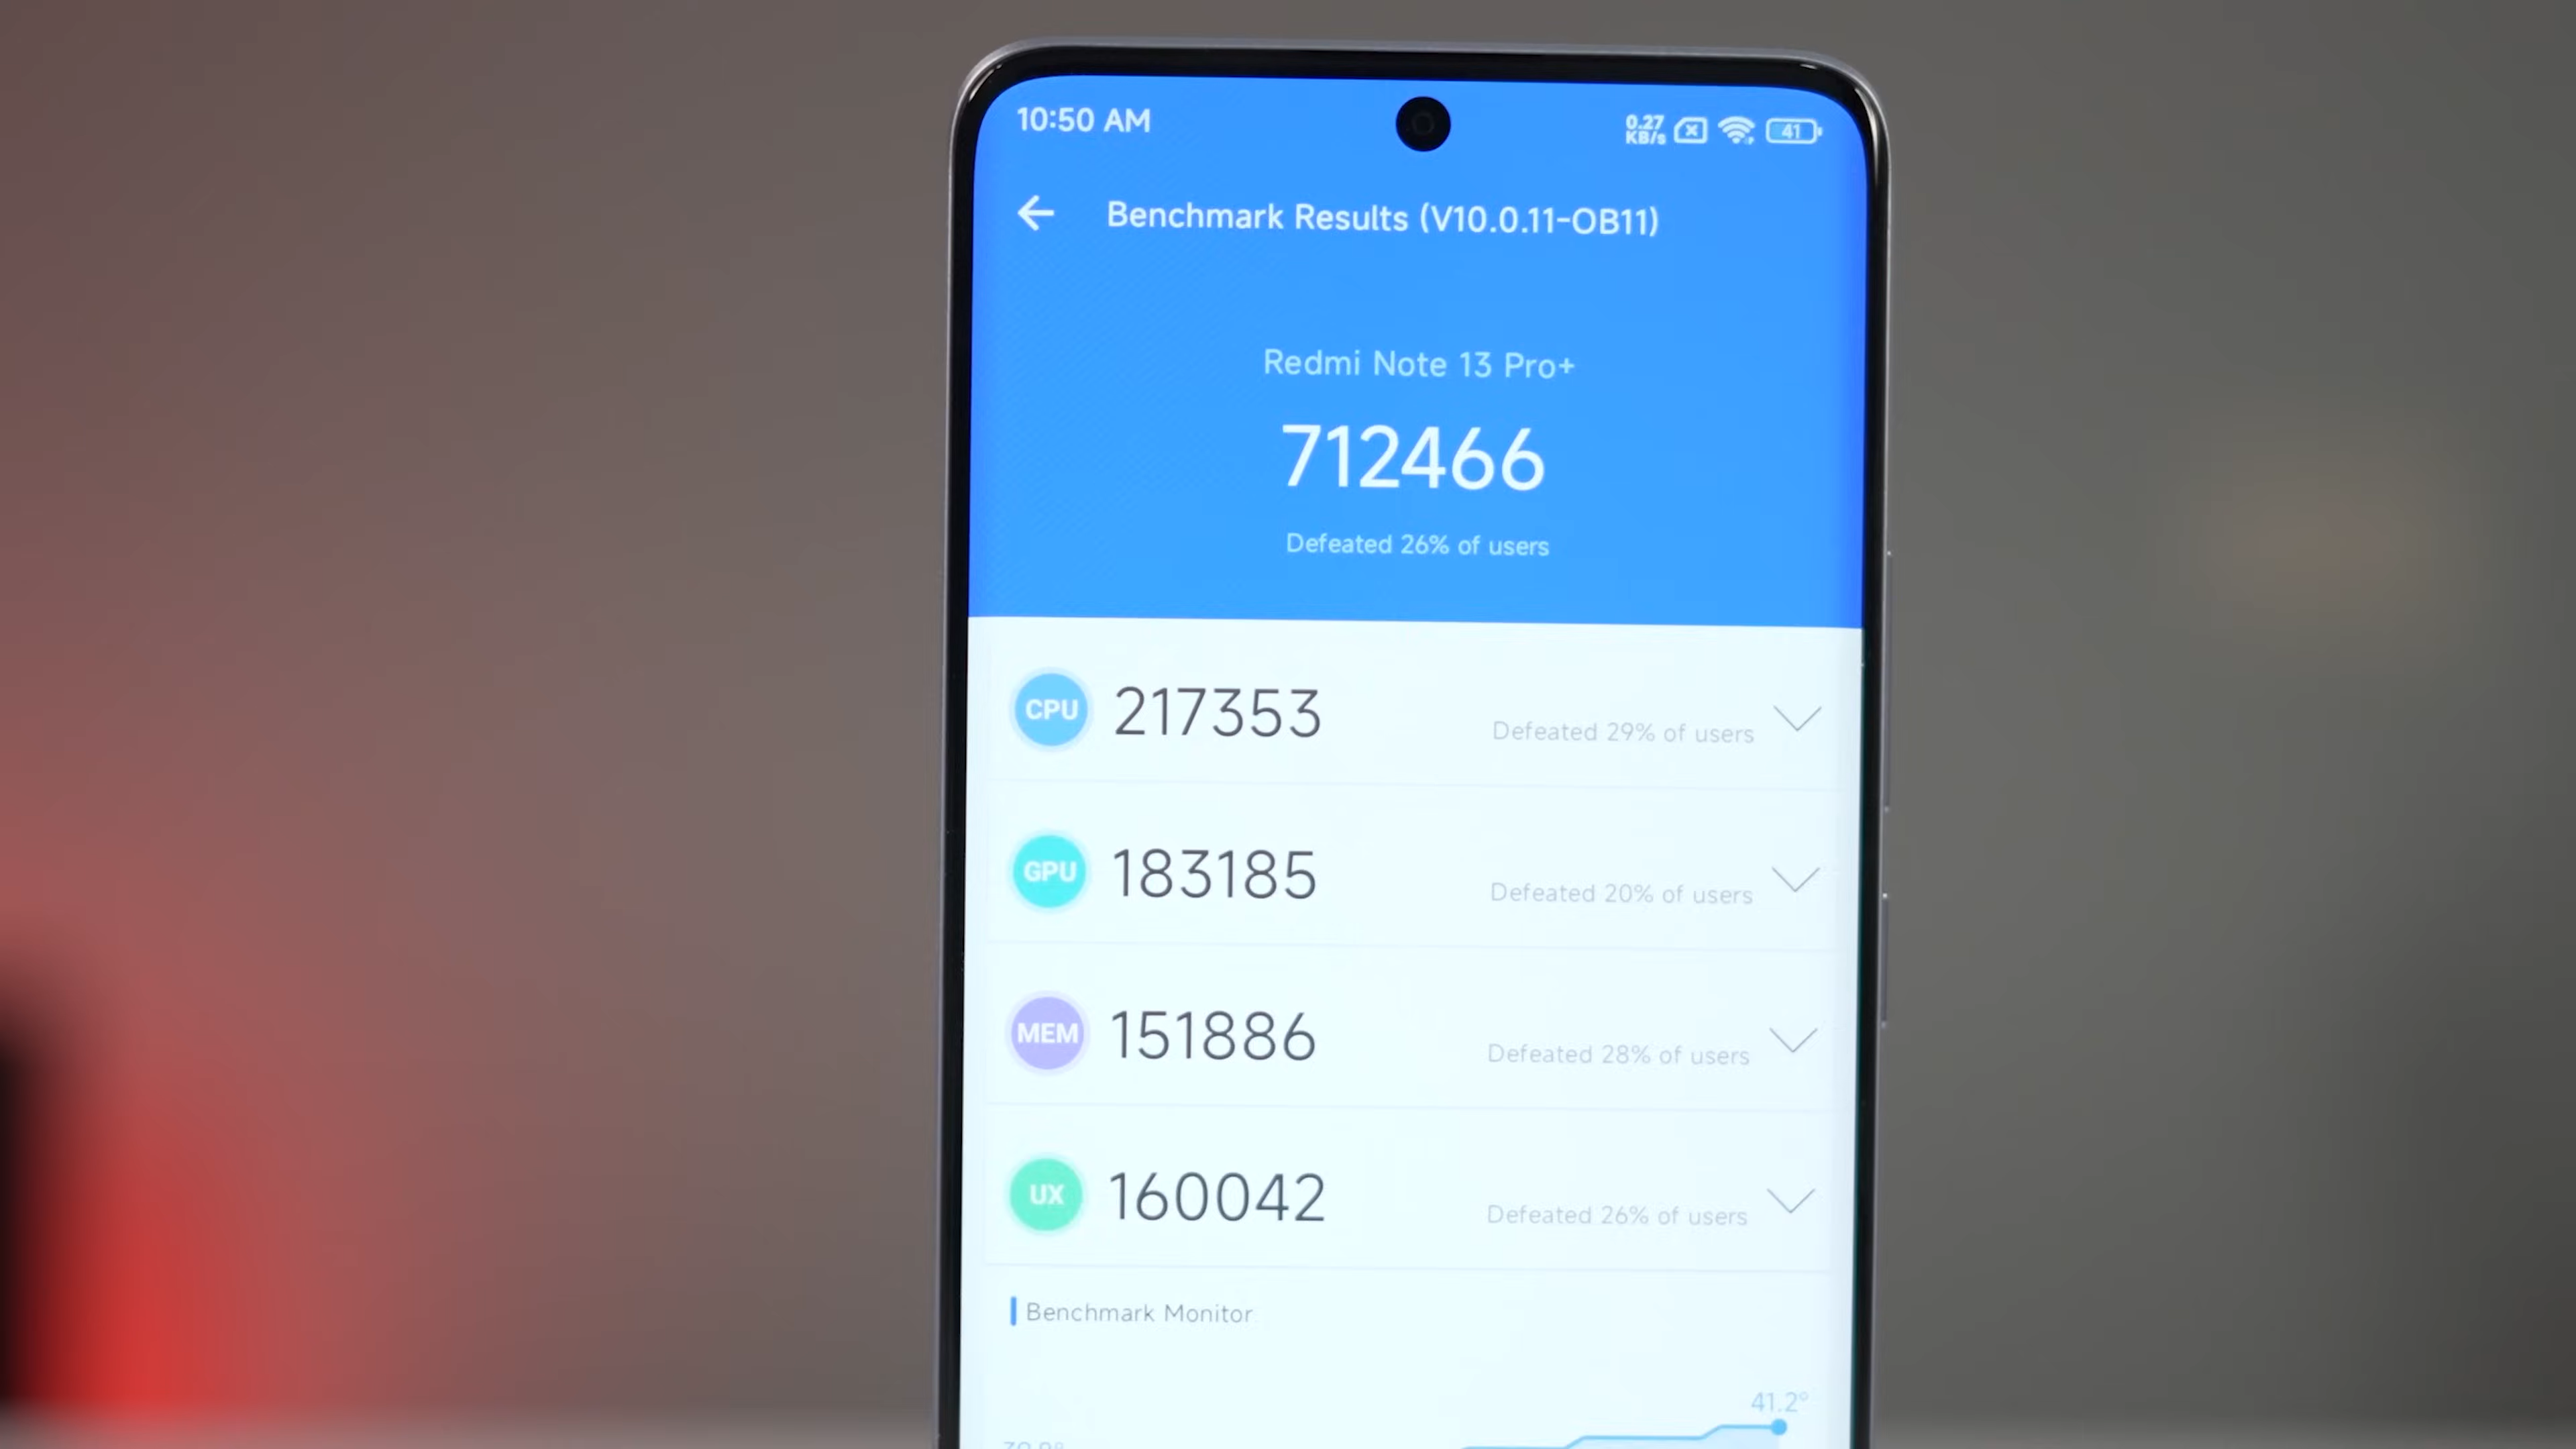 10:50 AM
0.27
KB/s
41
Benchmark Results (V10.0.11-OB11)
Redmi Note 13 Pro+
712466
Defeated 26% of users
CPU 217353 Defeated 29% of users
GPU 183185 Defeated 20% of users
MEM 151886 Defeated 28% of users
UX 160042 Defeated 26% of users
Benchmark Monitor
41.2°